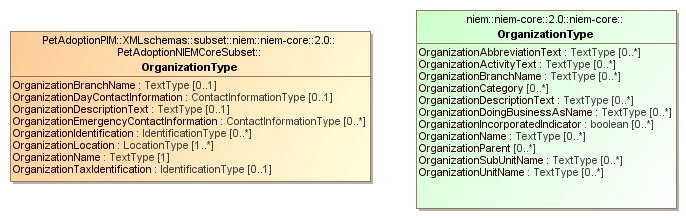 PetAdoptionPIM::XMLschemas::subset::niem::niem-core::2.0::
PetAdoptionNIEMCoreSubset::
OrganizationType
OrganizationBranchName : TextType [0..1]
OrganizationDayContactInformation : ContactInformationType [0..1]
OrganizationDescriptionText : TextType [0..1]
OrganizationEmergencyContactInformation : ContactInformationType [0..*]
OrganizationIdentification : IdentificationType [0..*]
OrganizationLocation : LocationType [1..*]
OrganizationName : TextType [1]
OrganizationTaxIdentification : IdentificationType [0..1]
niem::niem-core::2.0::niem-core::
OrganizationType
OrganizationAbbreviationText : TextType [0..*]
OrganizationActivityText : TextType [0..*]
OrganizationBranchName : TextType [0..*]
OrganizationCategory [0..*]
OrganizationDescriptionText : TextType [0..*]
OrganizationDoingBusinessAsName : TextType [0..*]
OrganizationIncorporatedIndicator : boolean [0..*]
OrganizationName : TextType [0..*]
OrganizationParent [0..*]
OrganizationSubUnitName : TextType [0..*]
OrganizationUnitName : TextType [0..*]